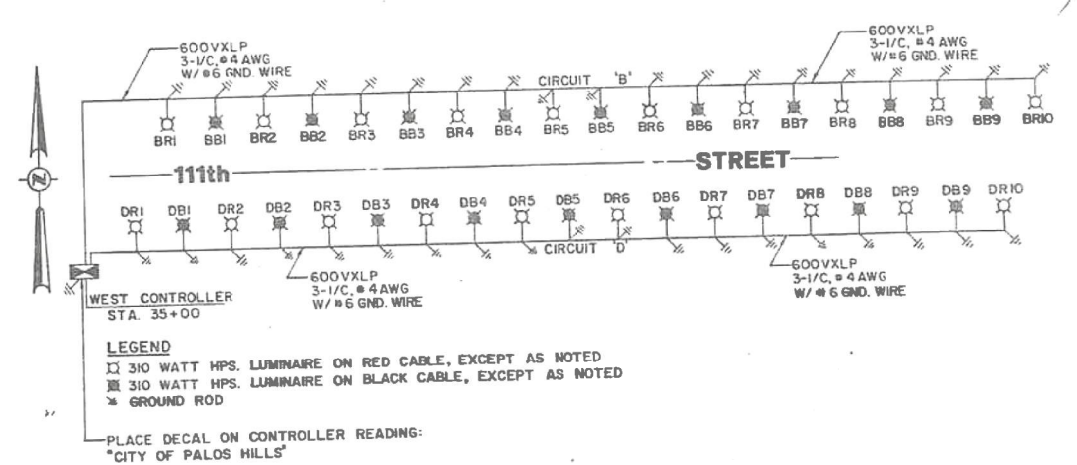 600VXLP
3-1/C, #4 AWG
W/ #6 GND. WIRE
600VXLP
3-1/C, #4 AWG
W/ #6 GND. WIRE
CIRCUIT 'B'
BR1 BB1 BR2 BB2 BR3 BB3 BR4 BB4 BR5 BB5 BR6 BB6 BR7 BB7 BR8 BB8 BR9 BB9 BR10
111th STREET
N
DR1 DB1 DR2 DB2 DR3 DB3 DR4 DB4 DR5 DB5 DR6 DB6 DR7 DB7 DR8 DB8 DR9 DB9 DR10
CIRCUIT 'D'
600VXLP
3-1/C, #4 AWG
W/ #6 GND. WIRE
600VXLP
3-1/C, #4 AWG
W/ #6 GND. WIRE
WEST CONTROLLER
STA. 35+00
LEGEND
310 WATT HPS. LUMINAIRE ON RED CABLE, EXCEPT AS NOTED
310 WATT HPS. LUMINAIRE ON BLACK CABLE, EXCEPT AS NOTED
GROUND ROD
PLACE DECAL ON CONTROLLER READING:
"CITY OF PALOS HILLS"